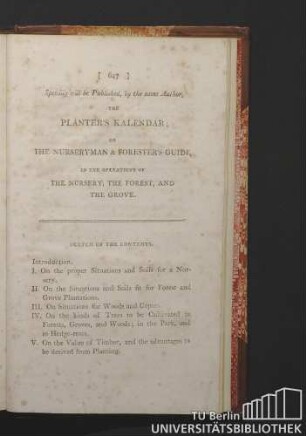 [ 647 ]
Speedily will be Published, by the same Author,
THE
PLANTER'S KALENDAR;
OR
THE NURSERYMAN & FORESTER'S GUIDE,
IN THE OPERATIONS OF
THE NURSERY, THE FOREST, AND
THE GROVE.
SKETCH OF THE CONTENTS.
Introduction.
I. On the proper Situations and Soils for a Nur-
sery.
II. On the Situations and Soils fit for Forest and
Grove Plantations.
III. On Situations for Woods and Copses.
IV. On the kinds of Trees to be Cultivated in
Forests, Groves, and Woods; in the Park, and
in Hedge-rows.
V. On the Value of Timber, and the advantages to
be derived from Planting.
TU Berlin
UNIVERSITÄTSBIBLIOTHEK